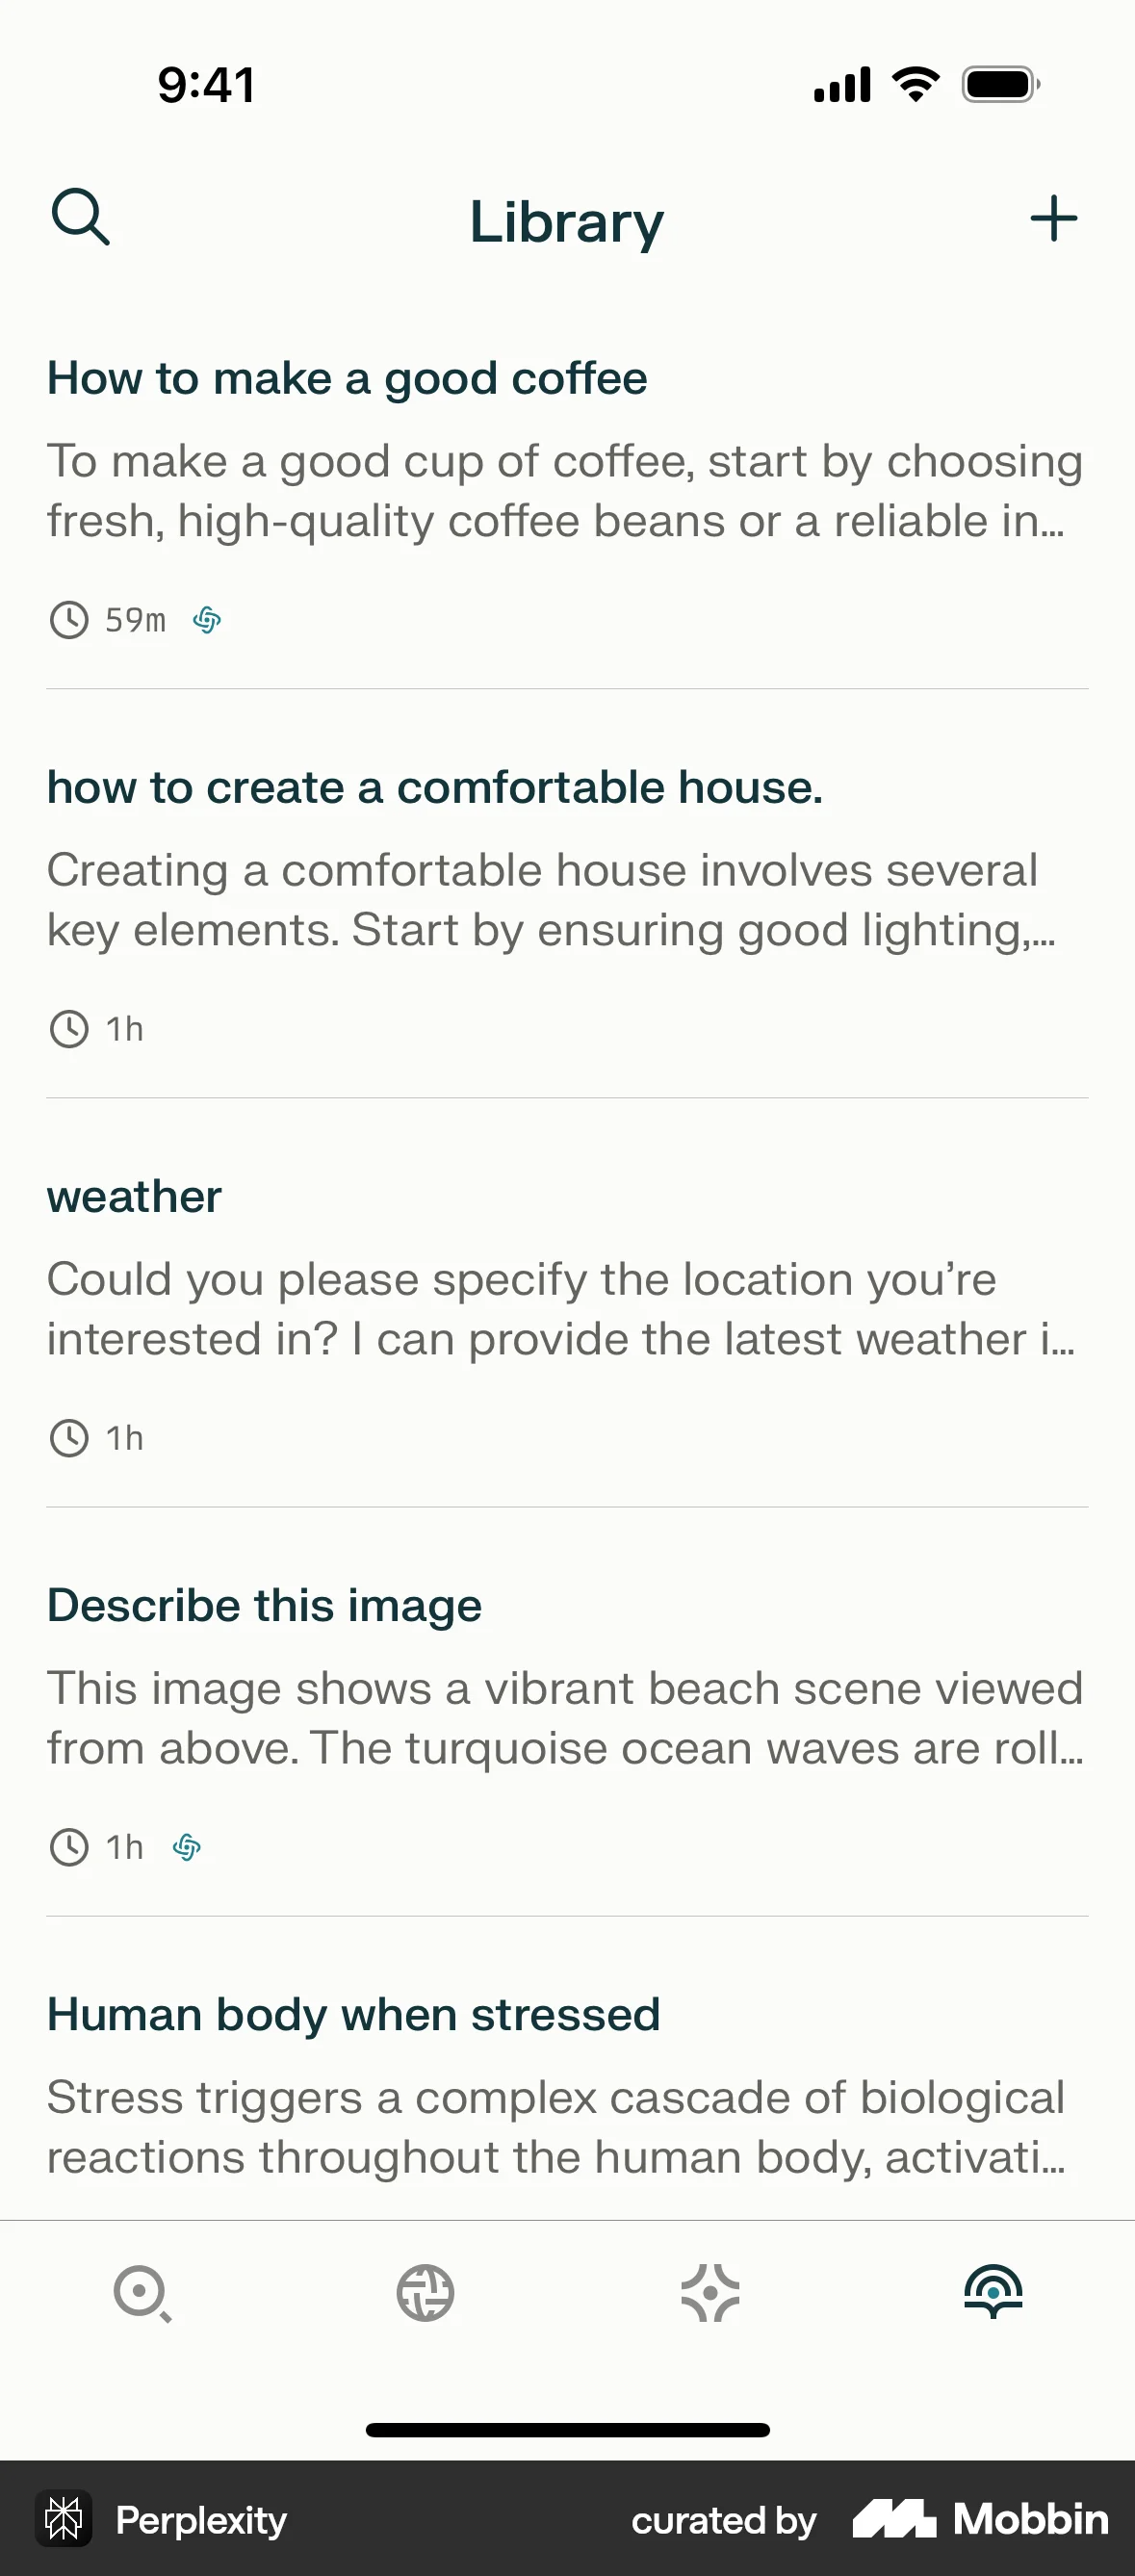 9:41
Library
How to make a good coffee
To make a good cup of coffee, start by choosing
fresh, high-quality coffee beans or a reliable in...
59m
how to create a comfortable house.
Creating a comfortable house involves several
key elements. Start by ensuring good lighting,...
1h
weather
Could you please specify the location you’re
interested in? I can provide the latest weather i...
1h
Describe this image
This image shows a vibrant beach scene viewed
from above. The turquoise ocean waves are roll...
1h
Human body when stressed
Stress triggers a complex cascade of biological
reactions throughout the human body, activati...
Perplexity
curated by Mobbin